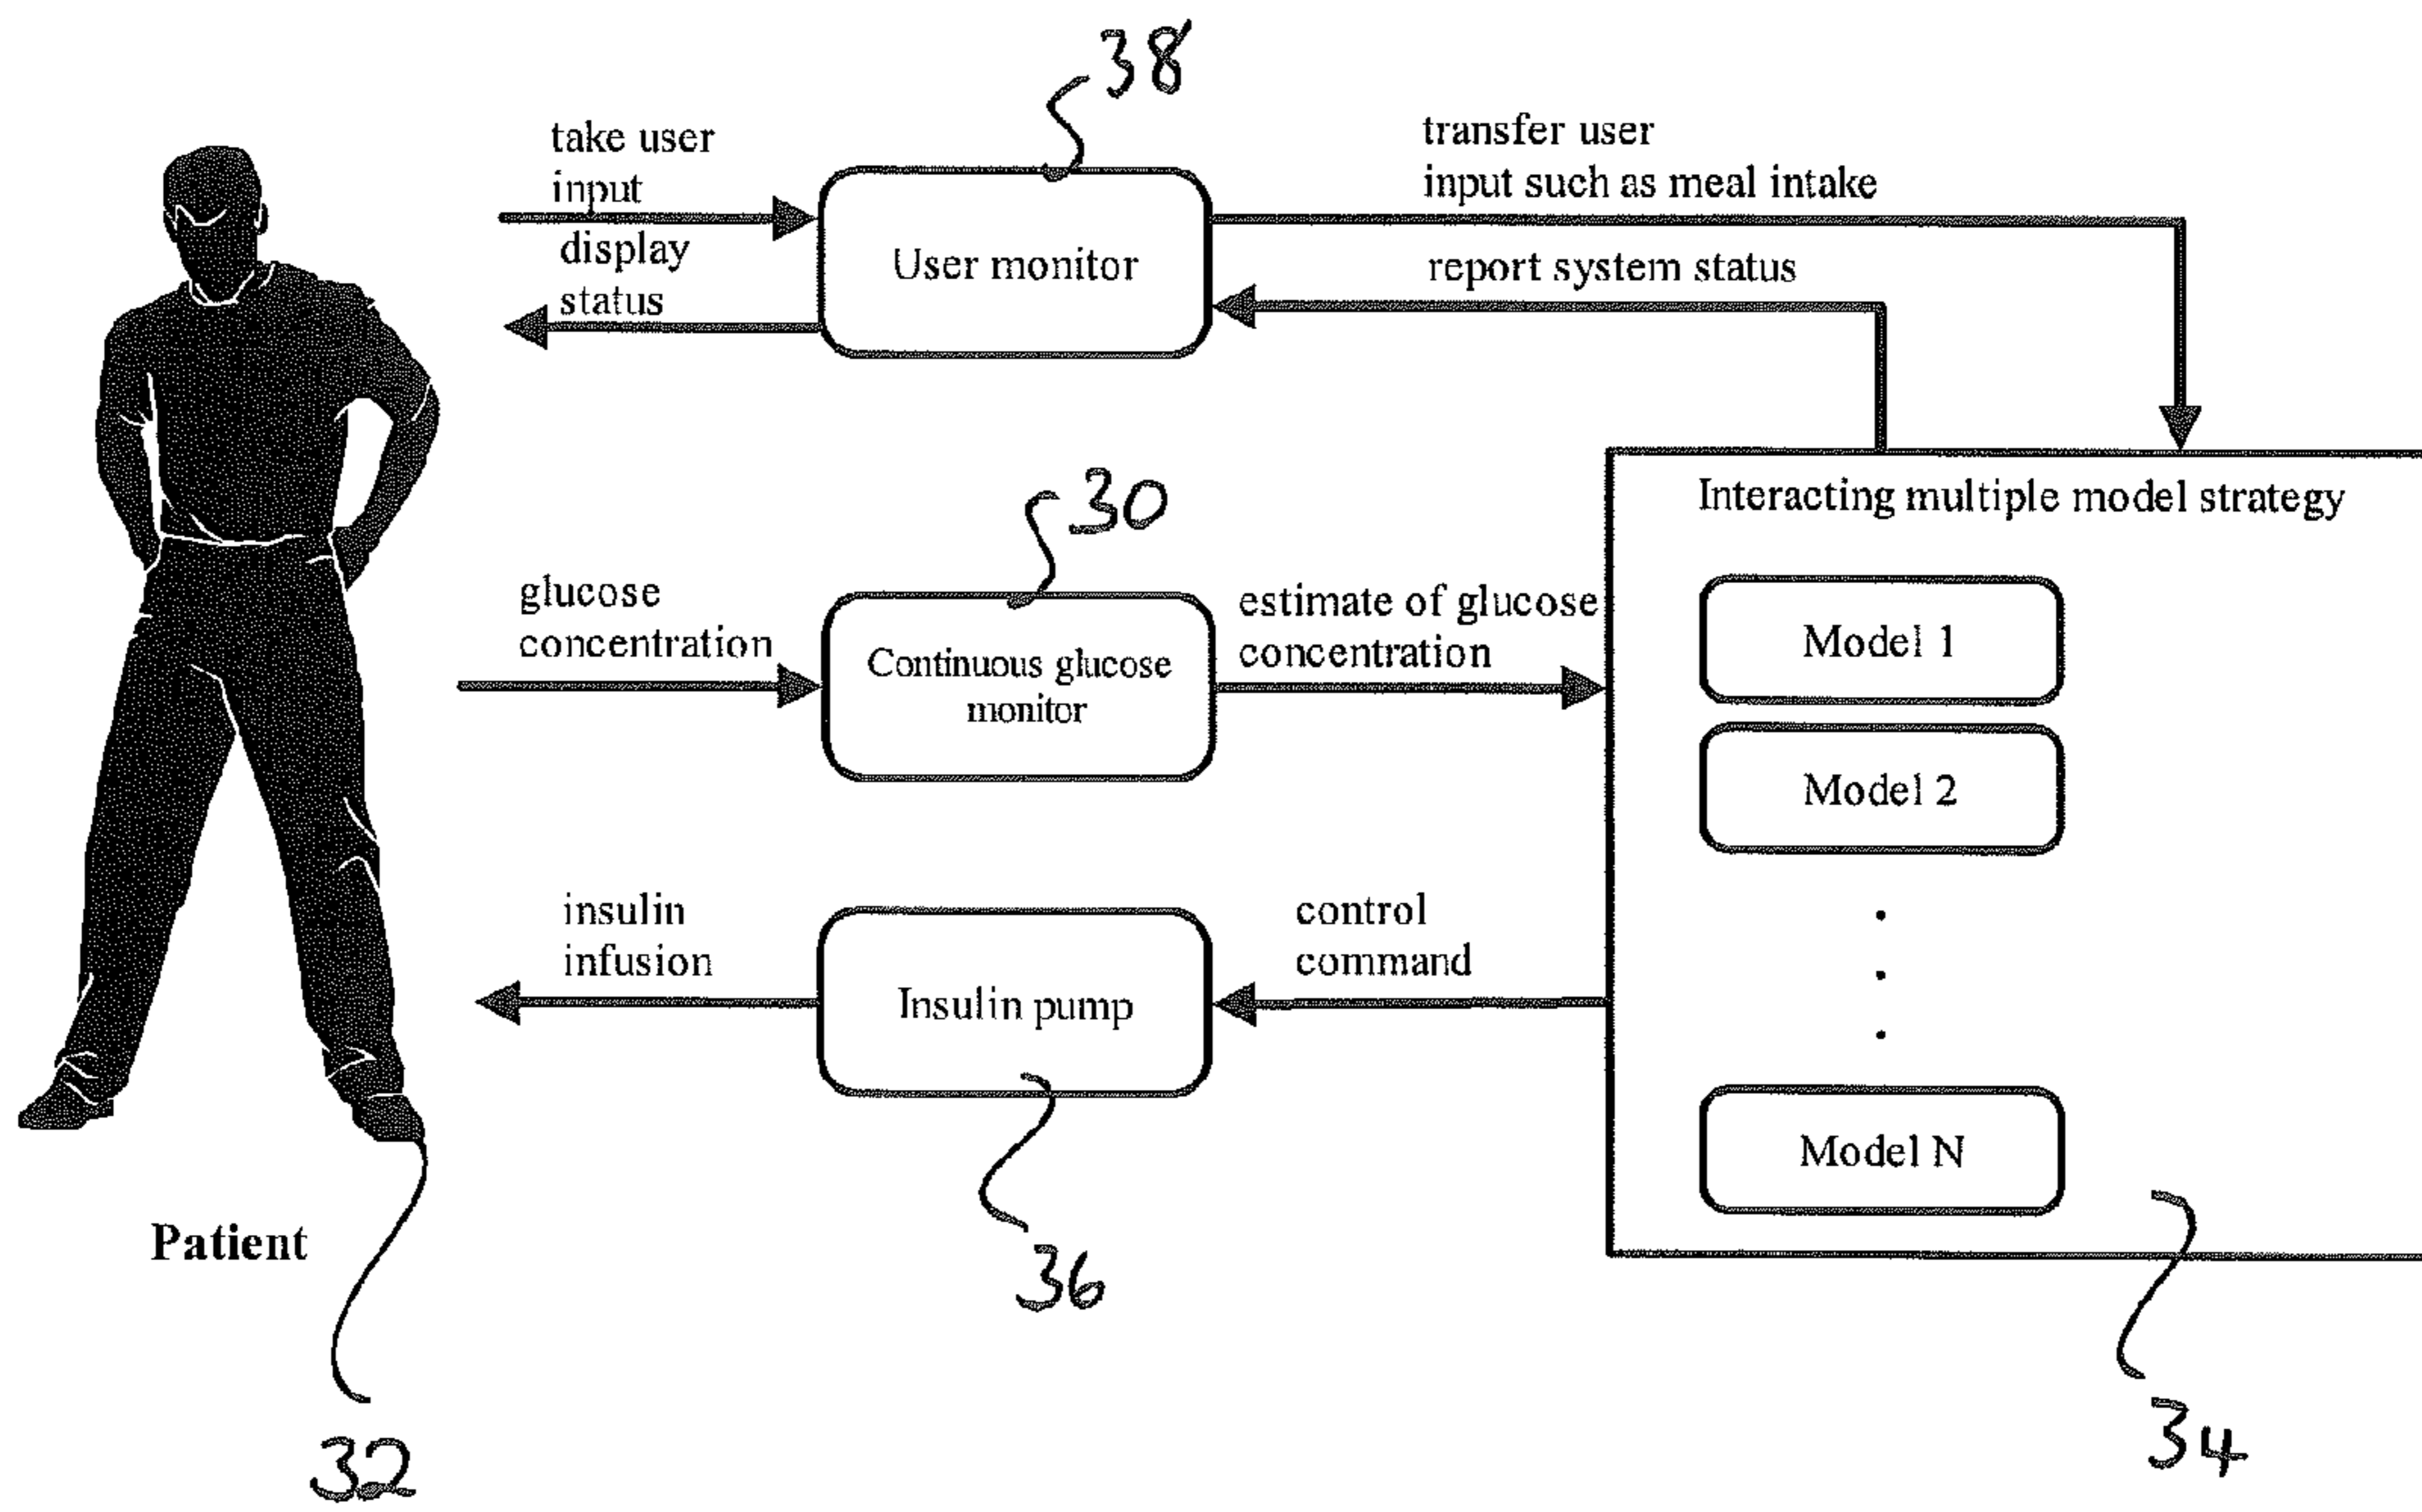 38
take user
input
display
status
User monitor
transfer user
input such as meal intake
report system status
30
glucose
concentration
Continuous glucose
monitor
estimate of glucose
concentration
Interacting multiple model strategy
Model 1
Model 2
.
.
.
Model N
insulin
infusion
Insulin pump
control
command
Patient
36
32
34